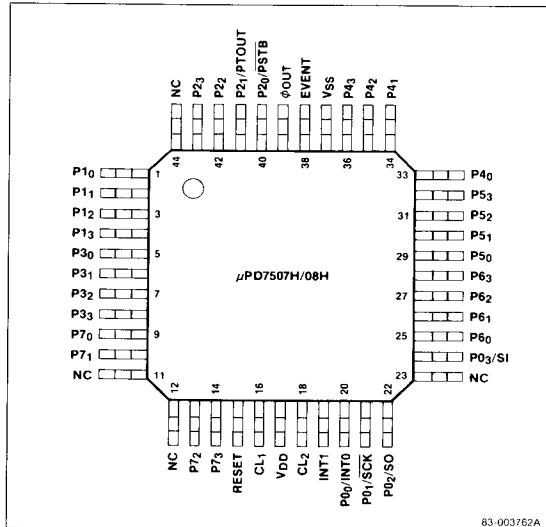 NC
P2₃
P2₂
P2₁/PTOUT
P2₀/P̅S̅T̅B̅
ϕOUT
EVENT
VSS
P4₃
P4₂
P4₁
44
42
40
38
36
34
P1₀
P1₁
P1₂
P1₃
P3₀
P3₁
P3₂
P3₃
P7₀
P7₁
NC
1
3
5
7
9
11
µPD7507H/08H
33
31
29
27
25
23
P4₀
P5₃
P5₂
P5₁
P5₀
P6₃
P6₂
P6₁
P6₀
P0₃/SI
NC
12
14
16
18
20
22
NC
P7₂
P7₃
RESET
CL₁
VDD
CL₂
INT1
P0₀/INT0
P0₁/S̅C̅K̅
P0₂/SO
83-003762A